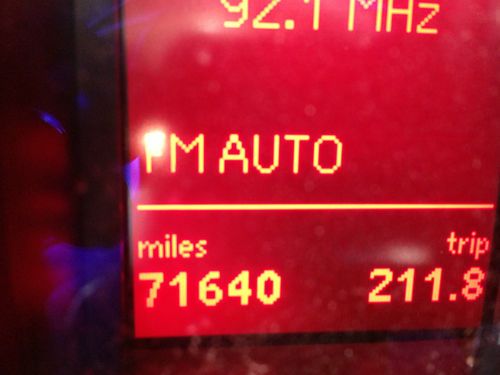 92.1 MHz
FM AUTO
miles trip
71640 211.8